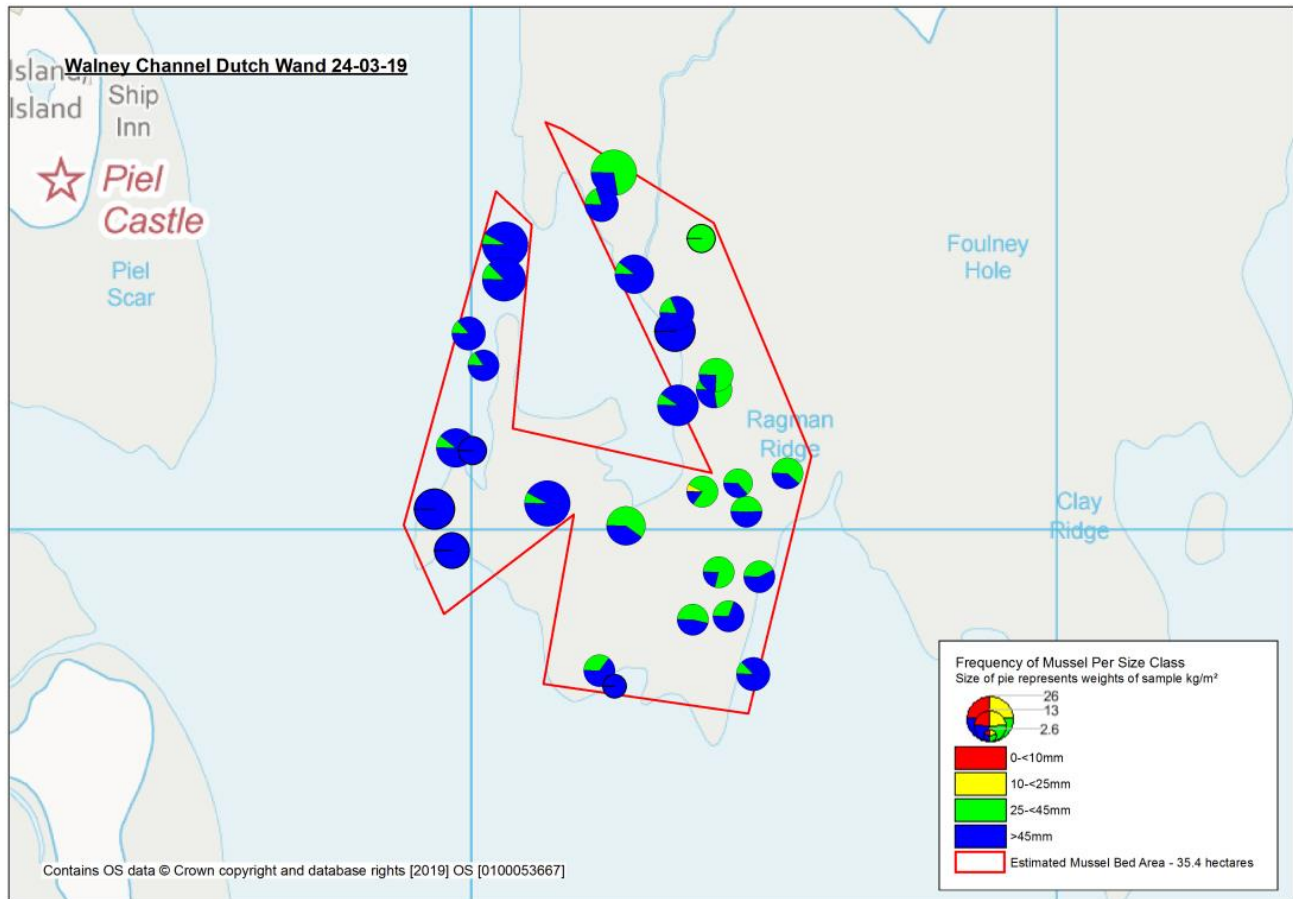 Walney Channel Dutch Wand 24-03-19
Island,
Island
Ship
Inn
Piel
Castle
Piel
Scar
Foulney
Hole
Ragman
Ridge
Clay
Ridge
Frequency of Mussel Per Size Class
Size of pie represents weights of sample kg/m²
26
13
2.6
0-<10mm
10-<25mm
25-<45mm
>45mm
Estimated Mussel Bed Area - 35.4 hectares
Contains OS data © Crown copyright and database rights [2019] OS [0100053667]